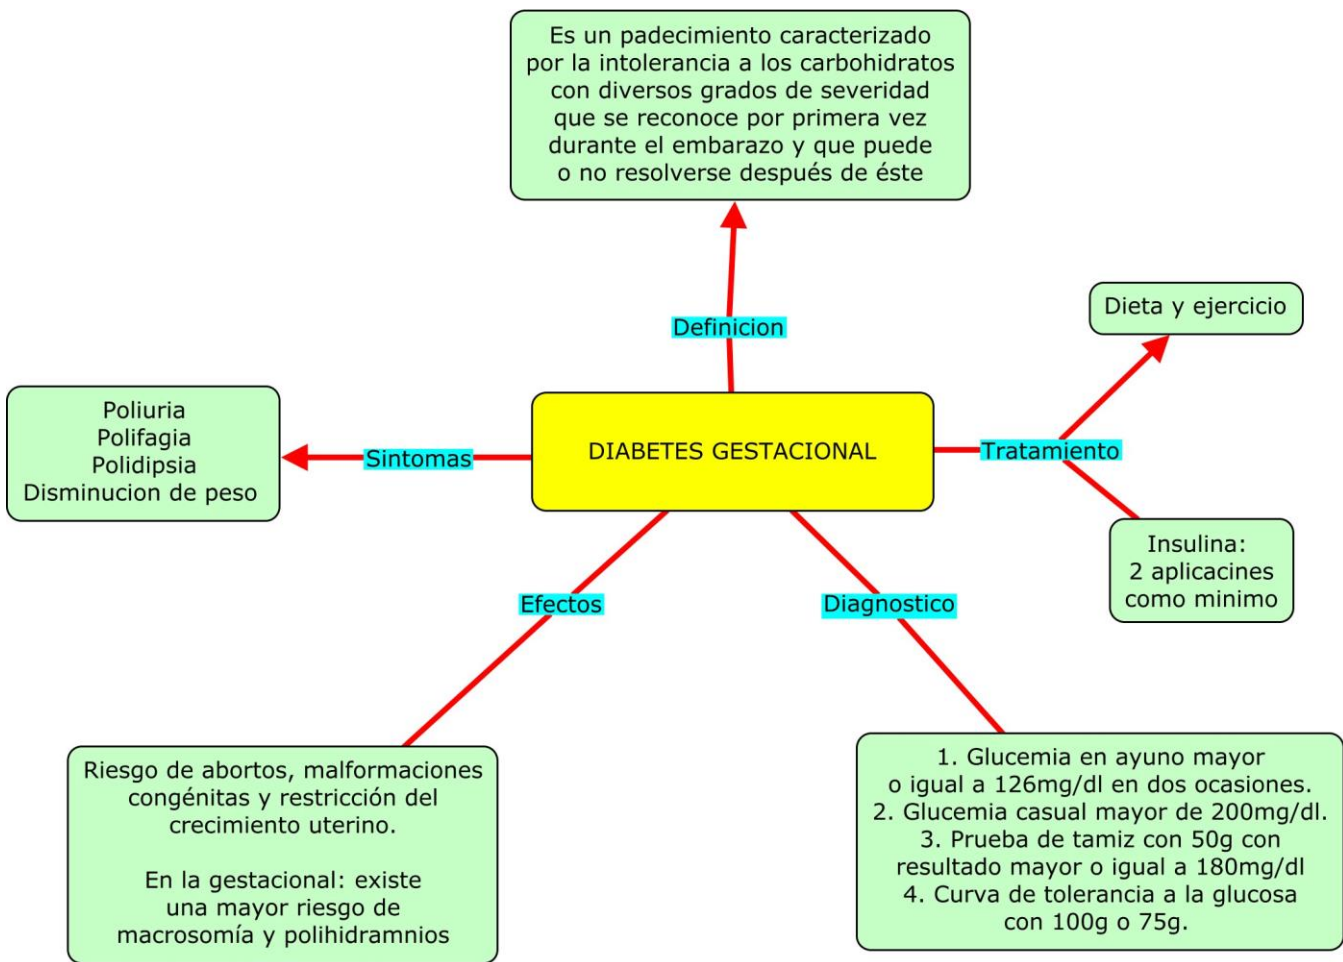 Es un padecimiento caracterizado
por la intolerancia a los carbohidratos
con diversos grados de severidad
que se reconoce por primera vez
durante el embarazo y que puede
o no resolverse después de éste
Definicion
Dieta y ejercicio
Poliuria
Polifagia
Polidipsia
Disminucion de peso
Sintomas
DIABETES GESTACIONAL
Tratamiento
Insulina:
2 aplicacines
como minimo
Efectos
Diagnostico
Riesgo de abortos, malformaciones
congénitas y restricción del
crecimiento uterino.
En la gestacional: existe
una mayor riesgo de
macrosomía y polihidramnios
1. Glucemia en ayuno mayor
o igual a 126mg/dl en dos ocasiones.
2. Glucemia casual mayor de 200mg/dl.
3. Prueba de tamiz con 50g con
resultado mayor o igual a 180mg/dl
4. Curva de tolerancia a la glucosa
con 100g o 75g.